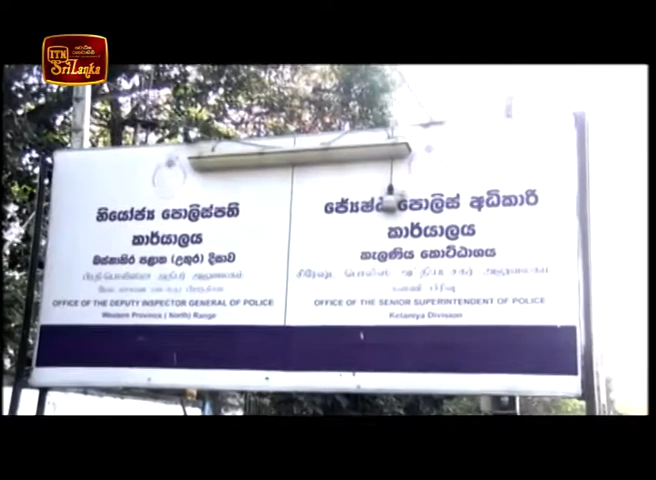 ITN
Sri Lanka
නියෝජ්‍ය පොලිස්පති
කාර්යාලය
බස්නාහිර පළාත (උතුර) දිසාව
OFFICE OF THE DEPUTY INSPECTOR GENERAL OF POLICE
Western Province ( North) Range
ජ්‍යේෂ්ඨ පොලිස් අධිකාරි
කාර්යාලය
කැලණිය කොට්ඨාශය
OFFICE OF THE SENIOR SUPERINTENDENT OF POLICE
Kelaniya Division